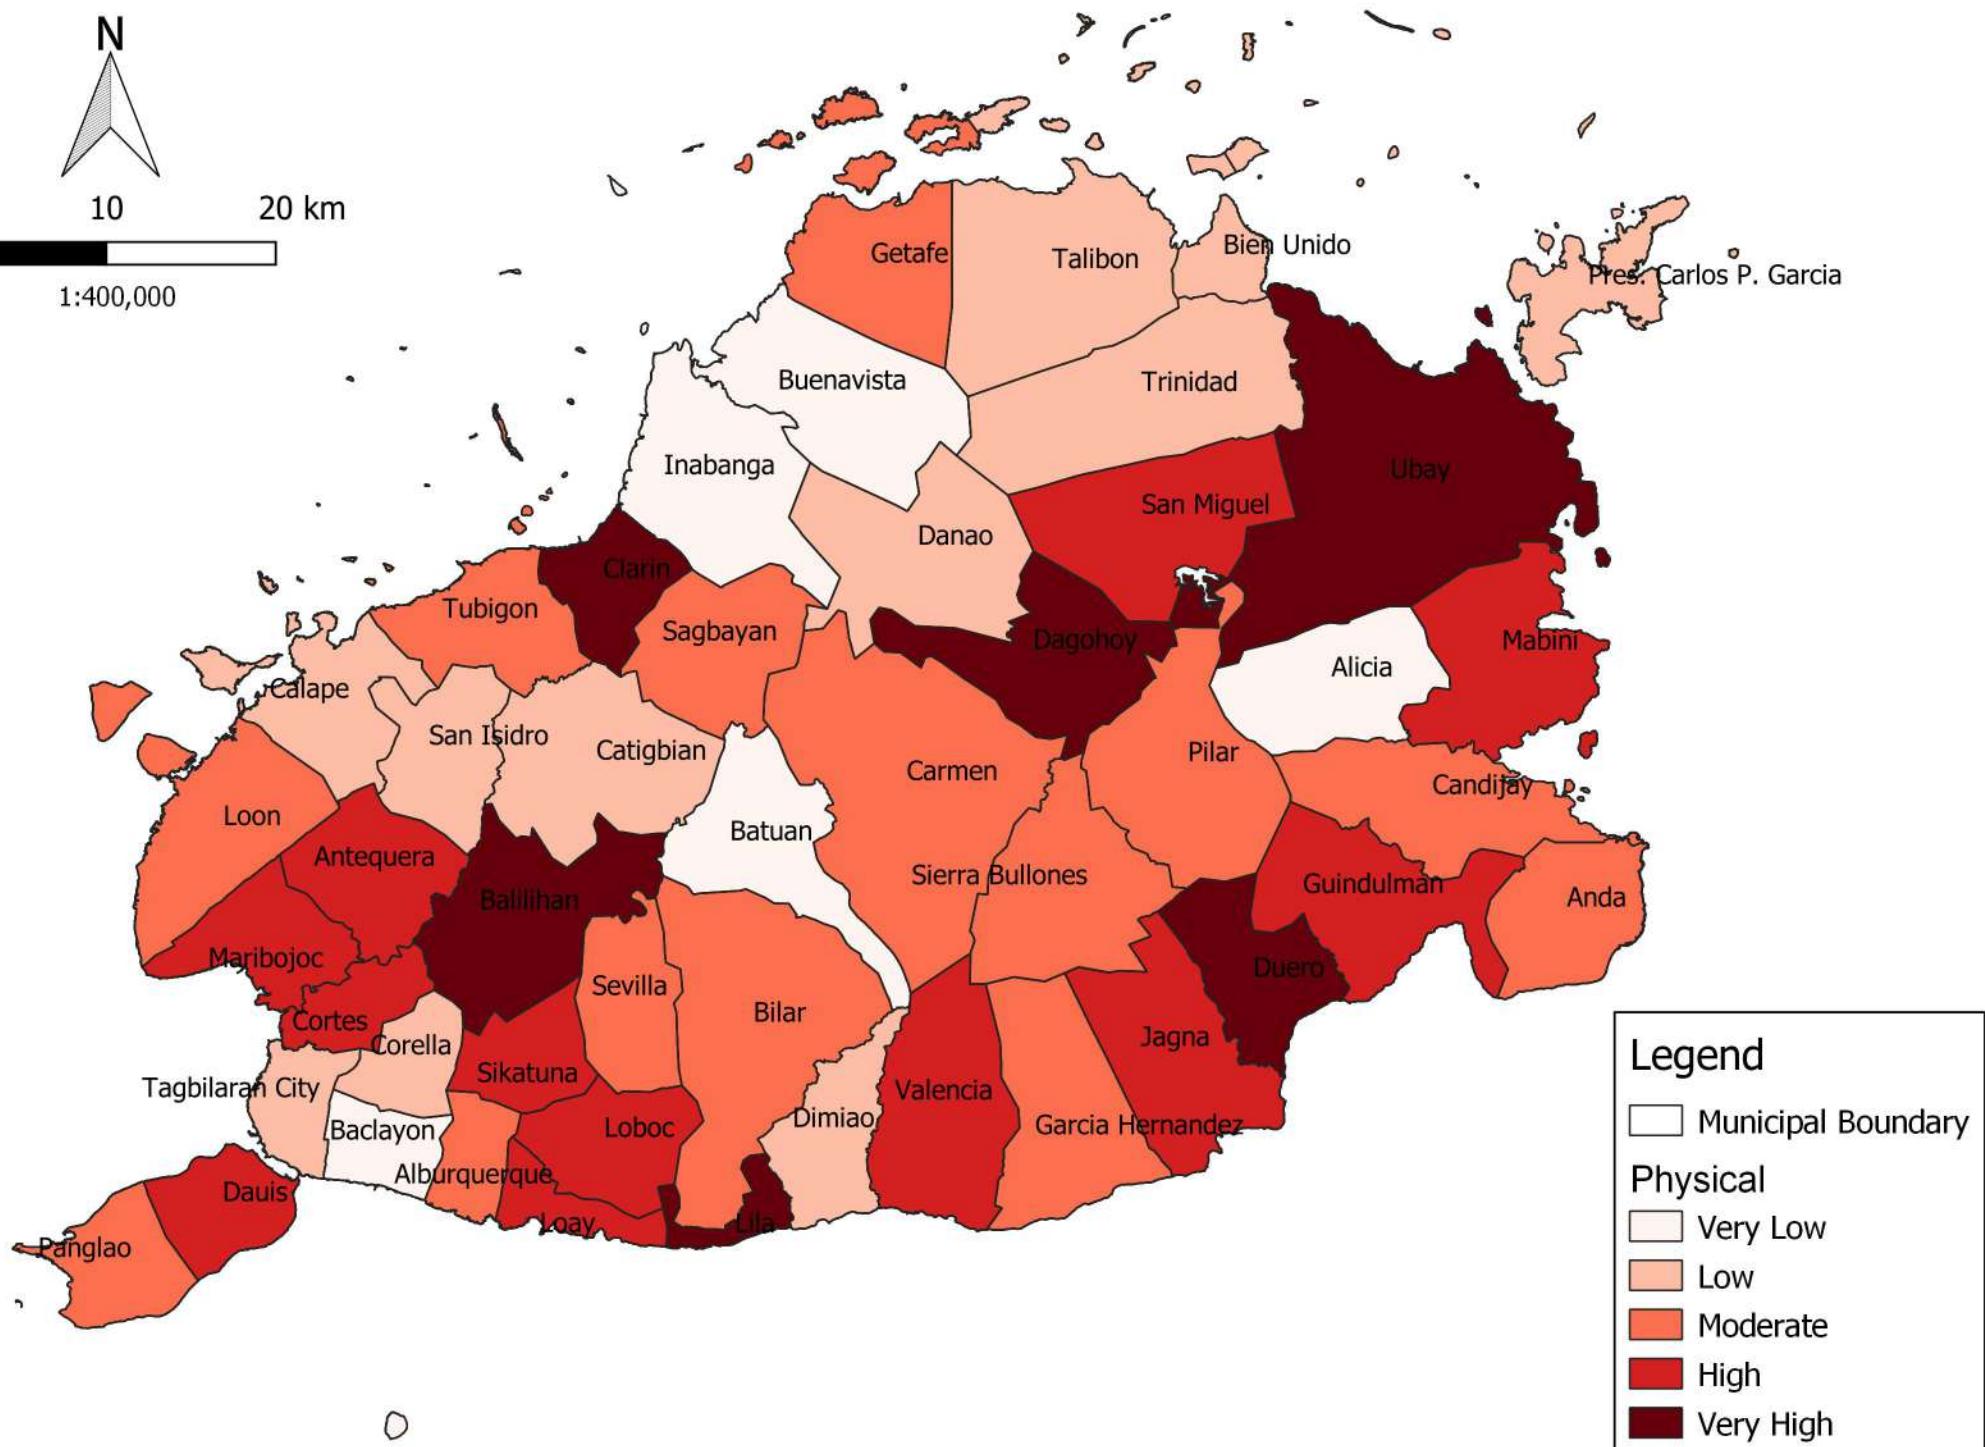 N
10 20 km
1:400,000
Getafe
Talibon
Bien Unido
Pres. Carlos P. Garcia
Buenavista
Trinidad
Inabanga
Ubay
San Miguel
Danao
Clarin
Tubigon
Sagbayan
Dagohoy
Mabini
Alicia
Calape
San Isidro
Catigbian
Pilar
Carmen
Candijay
Loon
Batuan
Antequera
Sierra Bullones
Guindulman
Anda
Balilihan
Maribojoc
Duero
Sevilla
Bilar
Cortes
Corella
Jagna
Sikatuna
Tagbilaran City
Valencia
Dimiao
Garcia Hernandez
Loboc
Baclayon
Alburquerque
Dauis
Loay
Lila
Panglao
Legend
Municipal Boundary
Physical
Very Low
Low
Moderate
High
Very High